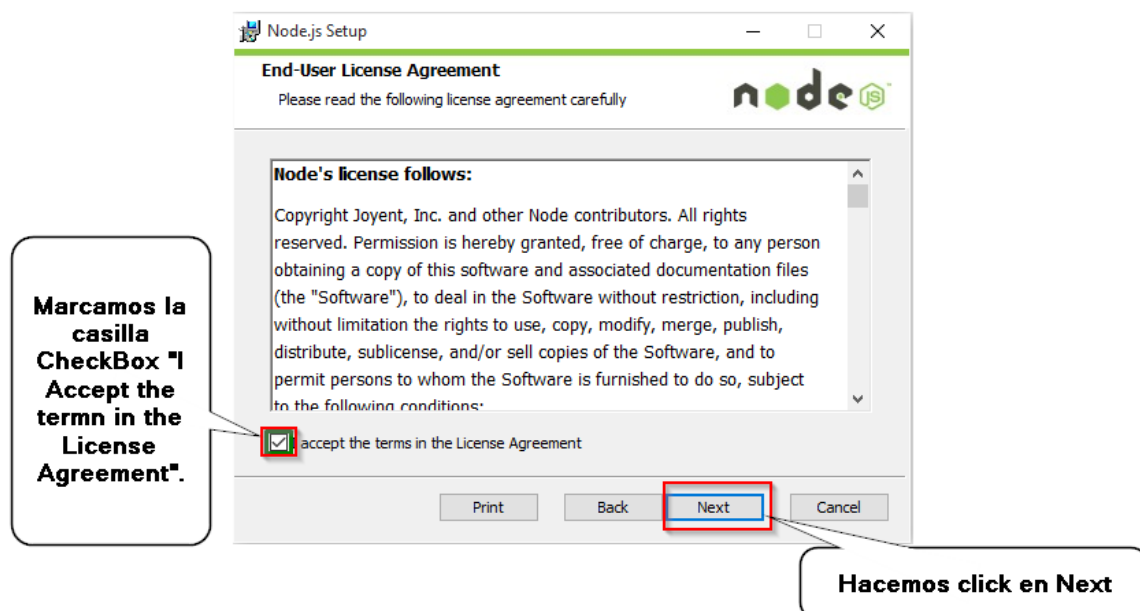 Node.js Setup
End-User License Agreement
Please read the following license agreement carefully
node
JS
Node's license follows:
Copyright Joyent, Inc. and other Node contributors. All rights
reserved. Permission is hereby granted, free of charge, to any person
obtaining a copy of this software and associated documentation files
(the "Software"), to deal in the Software without restriction, including
without limitation the rights to use, copy, modify, merge, publish,
distribute, sublicense, and/or sell copies of the Software, and to
permit persons to whom the Software is furnished to do so, subject
to the following conditions:
Marcamos la
casilla
CheckBox "I
Accept the
termn in the
License
Agreement".
accept the terms in the License Agreement
Print
Back
Next
Cancel
Hacemos click en Next